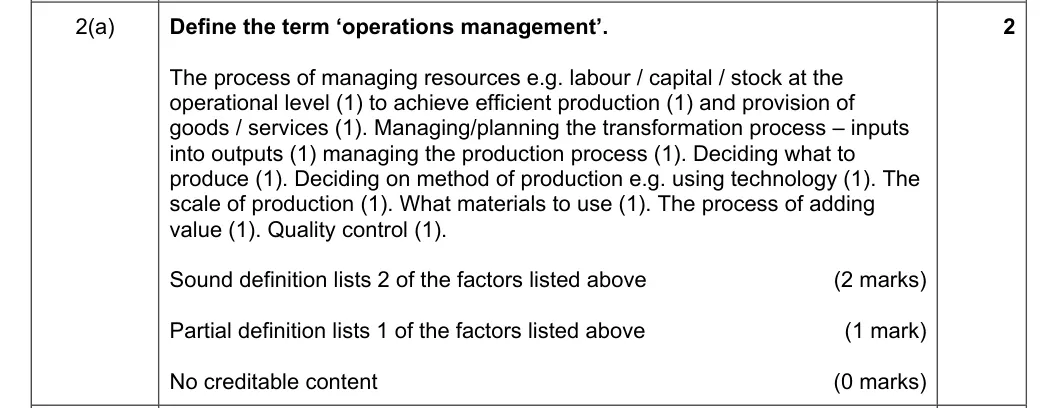 2(a) Define the term ‘operations management’. 2
The process of managing resources e.g. labour / capital / stock at the
operational level (1) to achieve efficient production (1) and provision of
goods / services (1). Managing/planning the transformation process – inputs
into outputs (1) managing the production process (1). Deciding what to
produce (1). Deciding on method of production e.g. using technology (1). The
scale of production (1). What materials to use (1). The process of adding
value (1). Quality control (1).
Sound definition lists 2 of the factors listed above (2 marks)
Partial definition lists 1 of the factors listed above (1 mark)
No creditable content (0 marks)